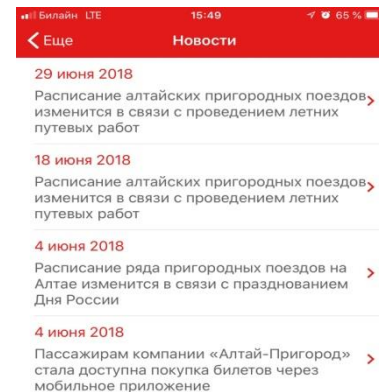 Билайн LTE 15:49 65 %
Еще Новости
29 июня 2018
Расписание алтайских пригородных поездов
изменится в связи с проведением летних
путевых работ
18 июня 2018
Расписание алтайских пригородных поездов
изменится в связи с проведением летних
путевых работ
4 июня 2018
Расписание ряда пригородных поездов на
Алтае изменится в связи с празднованием
Дня России
4 июня 2018
Пассажирам компании «Алтай-Пригород»
стала доступна покупка билетов через
мобильное приложение